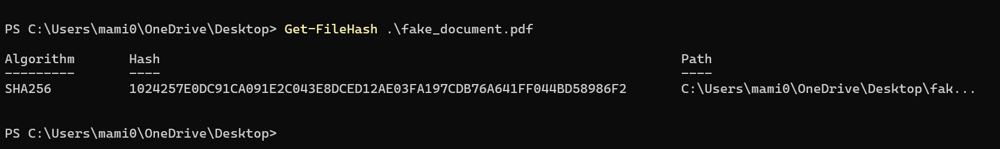 PS C:\Users\mami0\OneDrive\Desktop> Get-FileHash .\fake_document.pdf
Algorithm       Hash                                                                   Path
---------       ----                                                                   ----
SHA256          1024257E0DC91CA091E2C043E8DCED12AE03FA197CDB76A641FF044BD58986F2       C:\Users\mami0\OneDrive\Desktop\fak...
PS C:\Users\mami0\OneDrive\Desktop>